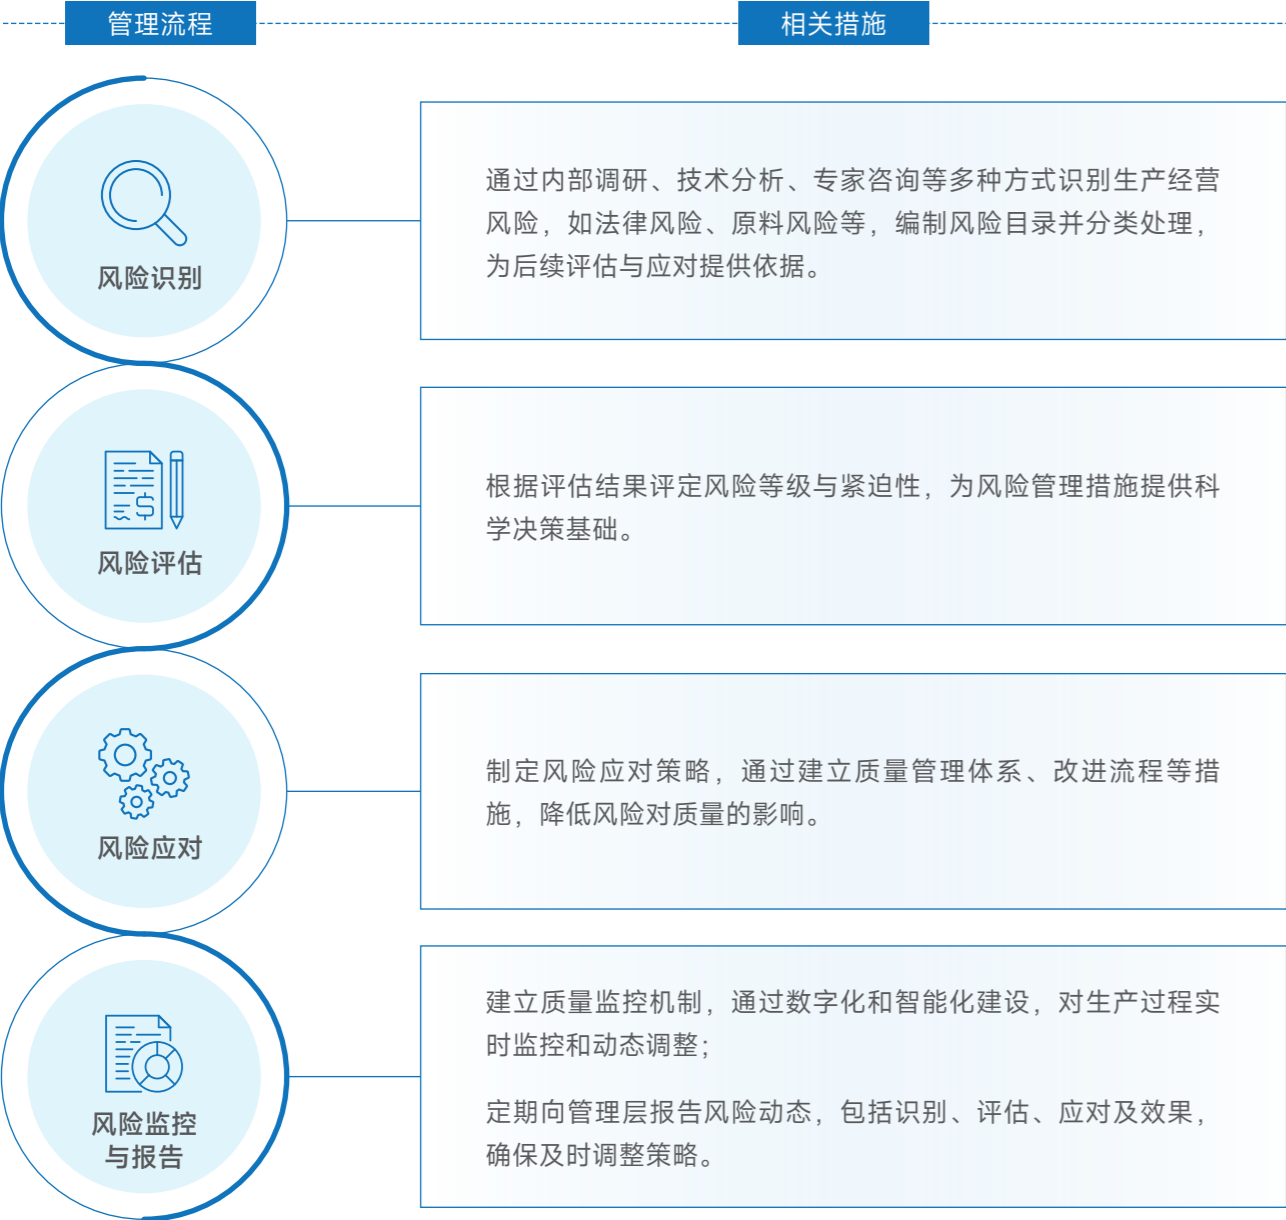 管理流程
相关措施
风险识别
通过内部调研、技术分析、专家咨询等多种方式识别生产经营
风险，如法律风险、原料风险等，编制风险目录并分类处理，
为后续评估与应对提供依据。
风险评估
根据评估结果评定风险等级与紧迫性，为风险管理措施提供科
学决策基础。
风险应对
制定风险应对策略，通过建立质量管理体系、改进流程等措
施，降低风险对质量的影响。
风险监控
与报告
建立质量监控机制，通过数字化和智能化建设，对生产过程实
时监控和动态调整；
定期向管理层报告风险动态，包括识别、评估、应对及效果，
确保及时调整策略。